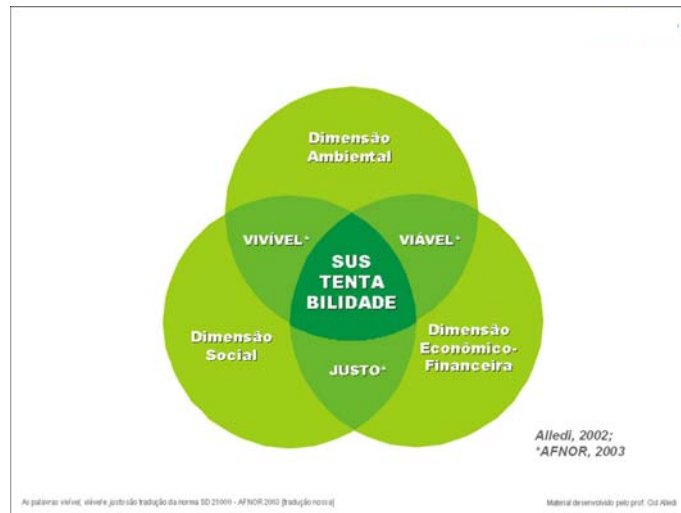 Dimensão
Ambiental
VIVÍVEL*
VIÁVEL*
SUS
TENTA
BILIDADE
Dimensão
Social
Dimensão
Econômico-
Financeira
JUSTO*
Alledi, 2002;
*AFNOR, 2003
As palavras vivível, viável e justo são tradução da norma SD 21000 - AFNOR 2003 [tradução nossa]
Material desenvolvido pelo prof. Cid Alledi